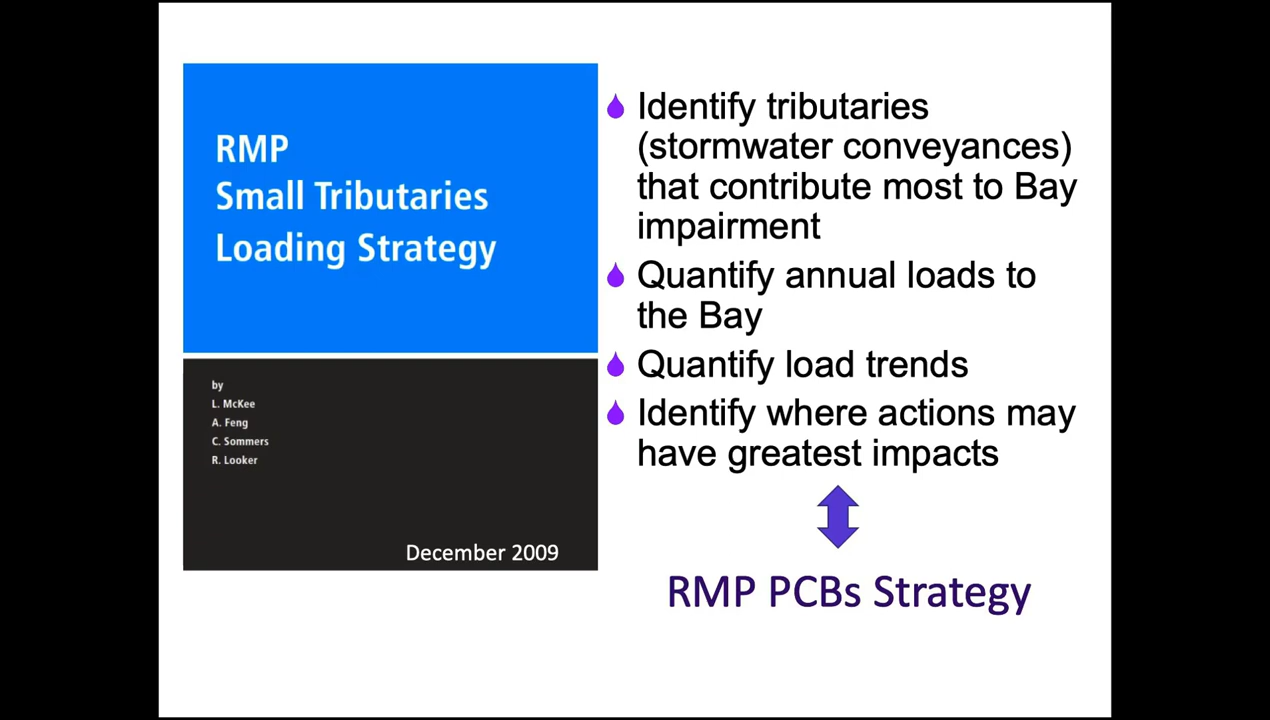 RMP
Small Tributaries
Loading Strategy
by
L. McKee
A. Feng
C. Sommers
R. Looker
December 2009
Identify tributaries
(stormwater conveyances)
that contribute most to Bay
impairment
Quantify annual loads to
the Bay
Quantify load trends
Identify where actions may
have greatest impacts
RMP PCBs Strategy